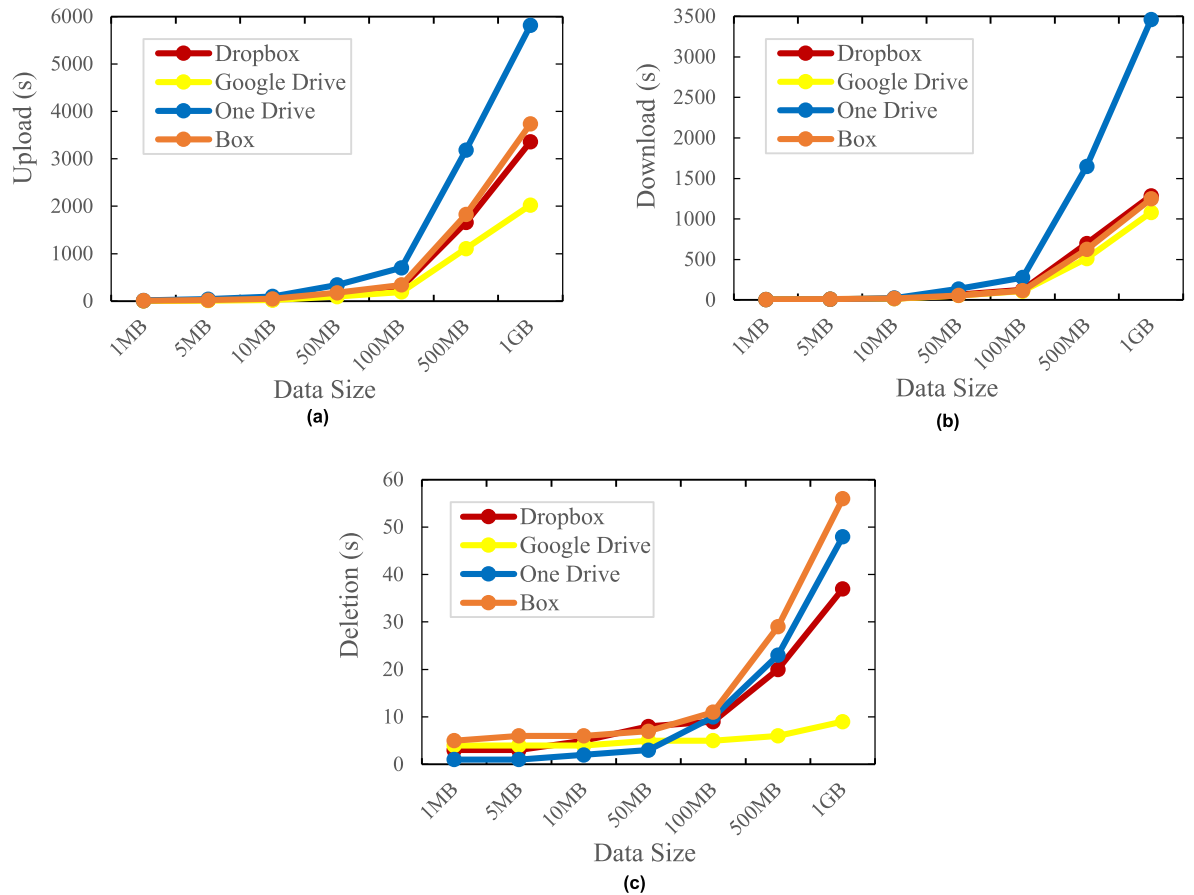 6000
5000
4000
3000
2000
1000
0
Upload (s)
Dropbox
Google Drive
One Drive
Box
1MB
5MB
10MB
50MB
100MB
500MB
1GB
Data Size
(a)
3500
3000
2500
2000
1500
1000
500
0
Download (s)
Dropbox
Google Drive
One Drive
Box
1MB
5MB
10MB
50MB
100MB
500MB
1GB
Data Size
(b)
60
50
40
30
20
10
0
Deletion (s)
Dropbox
Google Drive
One Drive
Box
1MB
5MB
10MB
50MB
100MB
500MB
1GB
Data Size
(c)